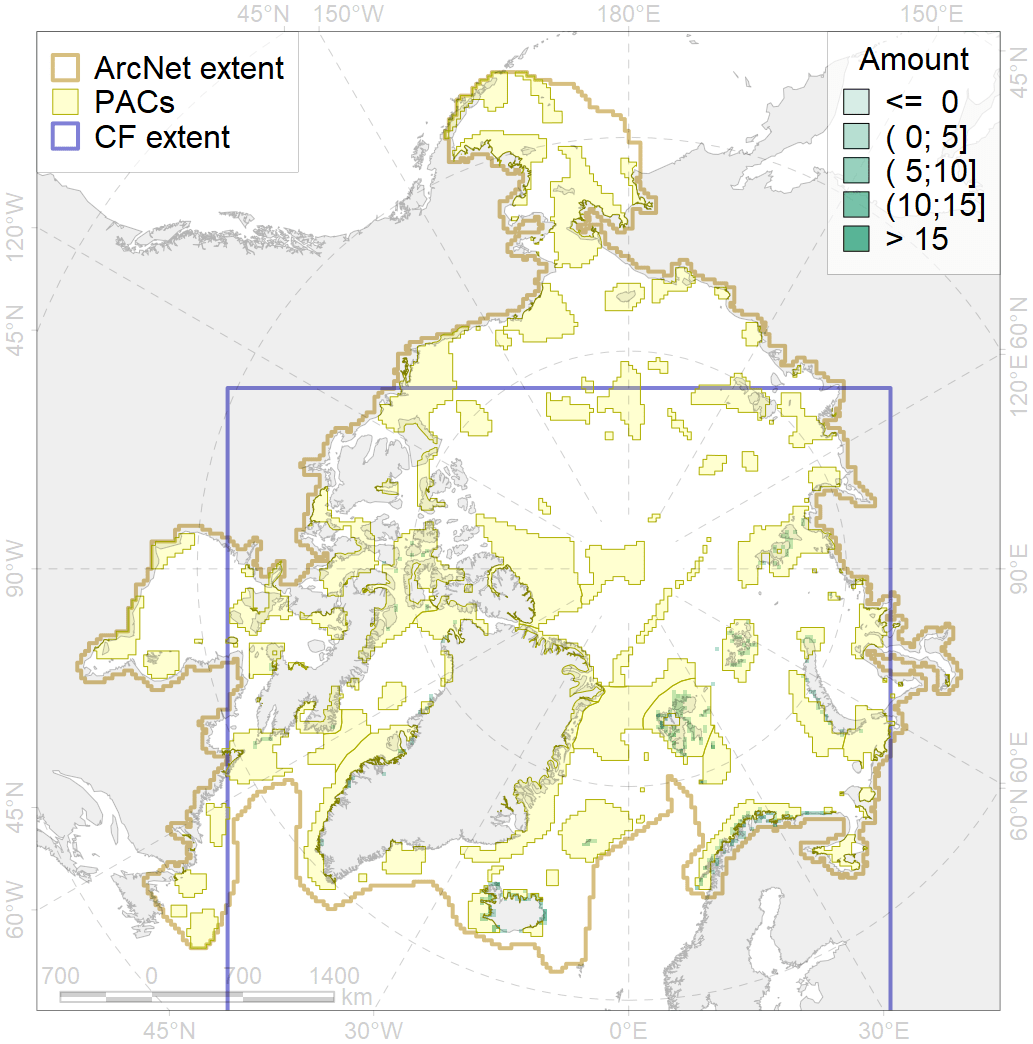 45°N 150°W 180°E 150°E
ArcNet extent
PACs
CF extent
Amount
<= 0
( 0; 5]
( 5;10]
(10;15]
> 15
45°N
120°W
60°N
45°N
120°E
90°W
90°E
60°E
45°N
60°N
60°W
700 0 700 1400
km
45°W 30°W 0°E 30°E